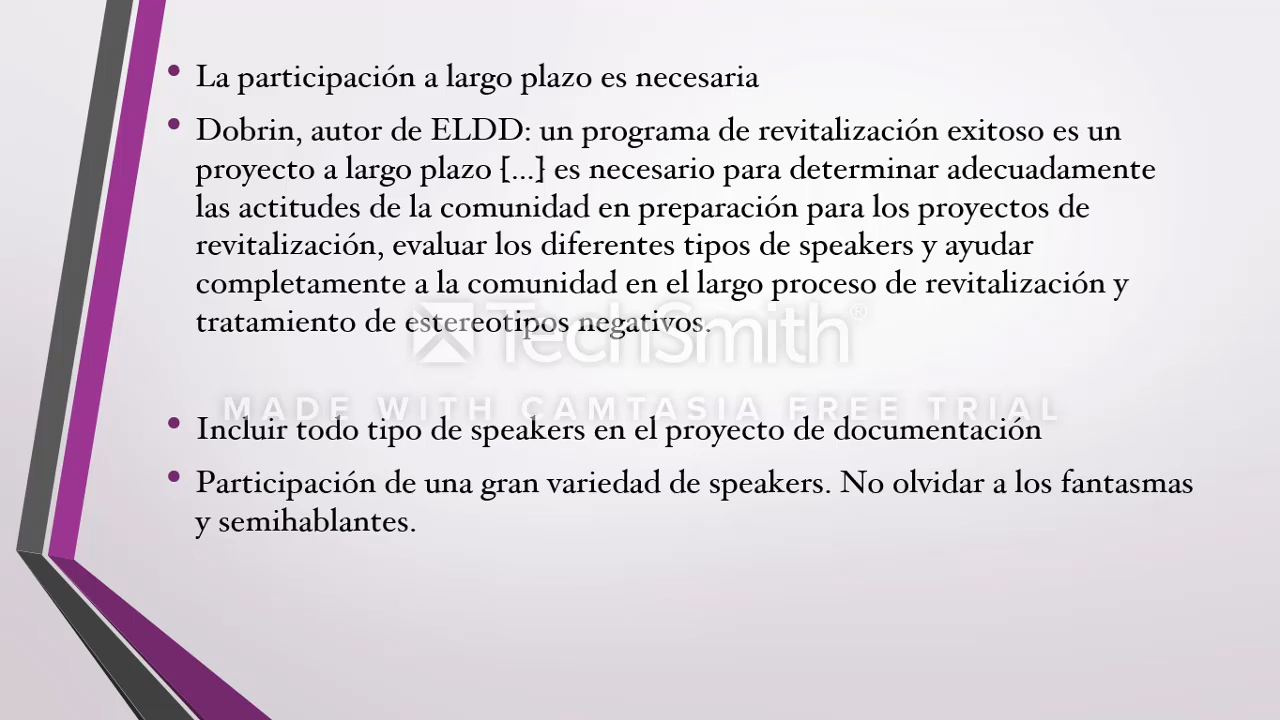 • La participación a largo plazo es necesaria
• Dobrin, autor de ELDD: un programa de revitalización exitoso es un
proyecto a largo plazo [...] es necesario para determinar adecuadamente
las actitudes de la comunidad en preparación para los proyectos de
revitalización, evaluar los diferentes tipos de speakers y ayudar
completamente a la comunidad en el largo proceso de revitalización y
tratamiento de estereotipos negativos.
TechSmith®
MADE WITH CAMTASIA FREE TRIAL
• Incluir todo tipo de speakers en el proyecto de documentación
• Participación de una gran variedad de speakers. No olvidar a los fantasmas
y semihablantes.